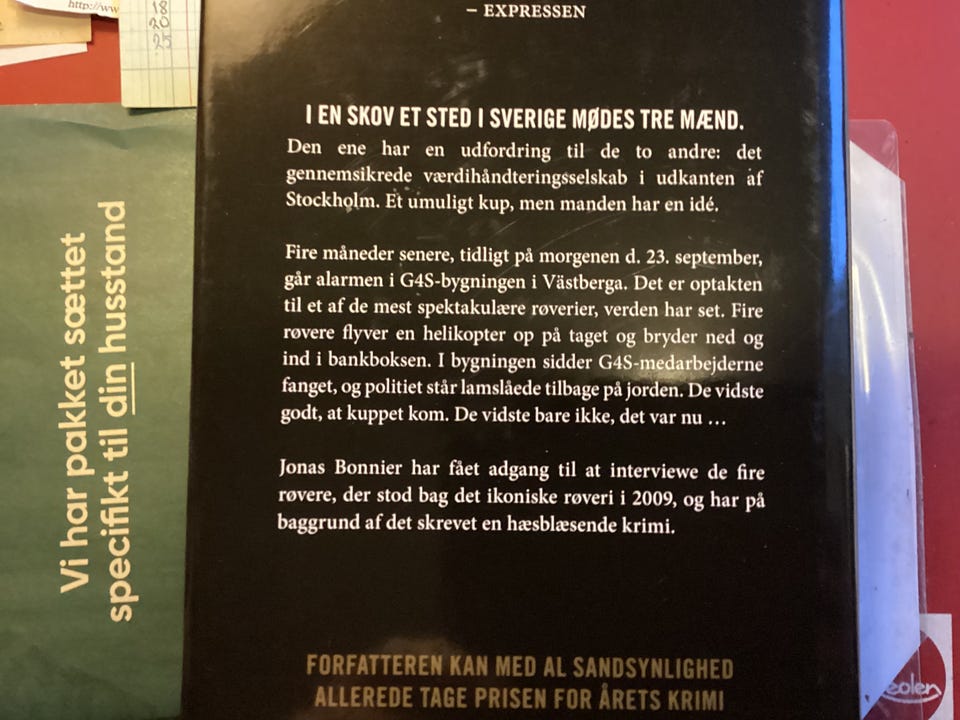 http://ww
18
20
25
– EXPRESSEN
I EN SKOV ET STED I SVERIGE MØDES TRE MÆND.
Den ene har en udfordring til de to andre: det
gennemsikrede værdihåndteringsselskab i udkanten af
Stockholm. Et umuligt kup, men manden har en idé.
Fire måneder senere, tidligt på morgenen d. 23. september,
går alarmen i G4S-bygningen i Västberga. Det er optakten
til et af de mest spektakulære røverier, verden har set. Fire
røvere flyver en helikopter op på taget og bryder ned og
ind i bankboksen. I bygningen sidder G4S-medarbejderne
fanget, og politiet står lamslåede tilbage på jorden. De vidste
godt, at kuppet kom. De vidste bare ikke, det var nu ...
Jonas Bonnier har fået adgang til at interviewe de fire
røvere, der stod bag det ikoniske røveri i 2009, og har på
baggrund af det skrevet en hæsblæsende krimi.
FORFATTEREN KAN MED AL SANDSYNLIGHED
ALLEREDE TAGE PRISEN FOR ÅRETS KRIMI
Vi har pakket sættet
specifikt til din husstand
eolen